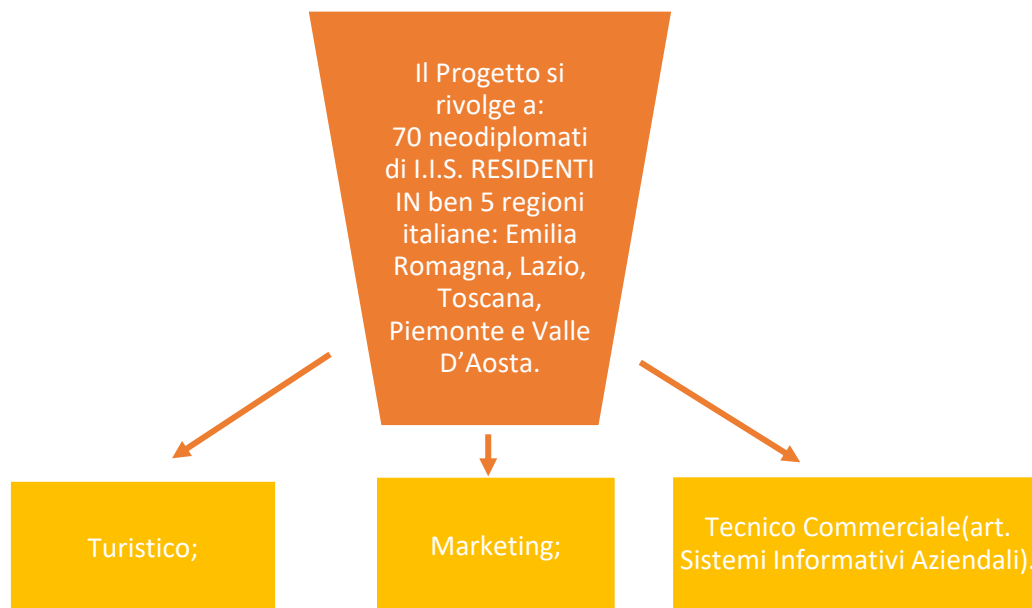 Il Progetto si
rivolge a:
70 neodiplomati
di I.I.S. RESIDENTI
IN ben 5 regioni
italiane: Emilia
Romagna, Lazio,
Toscana,
Piemonte e Valle
D’Aosta.
Turistico;
Marketing;
Tecnico Commerciale(art.
Sistemi Informativi Aziendali).